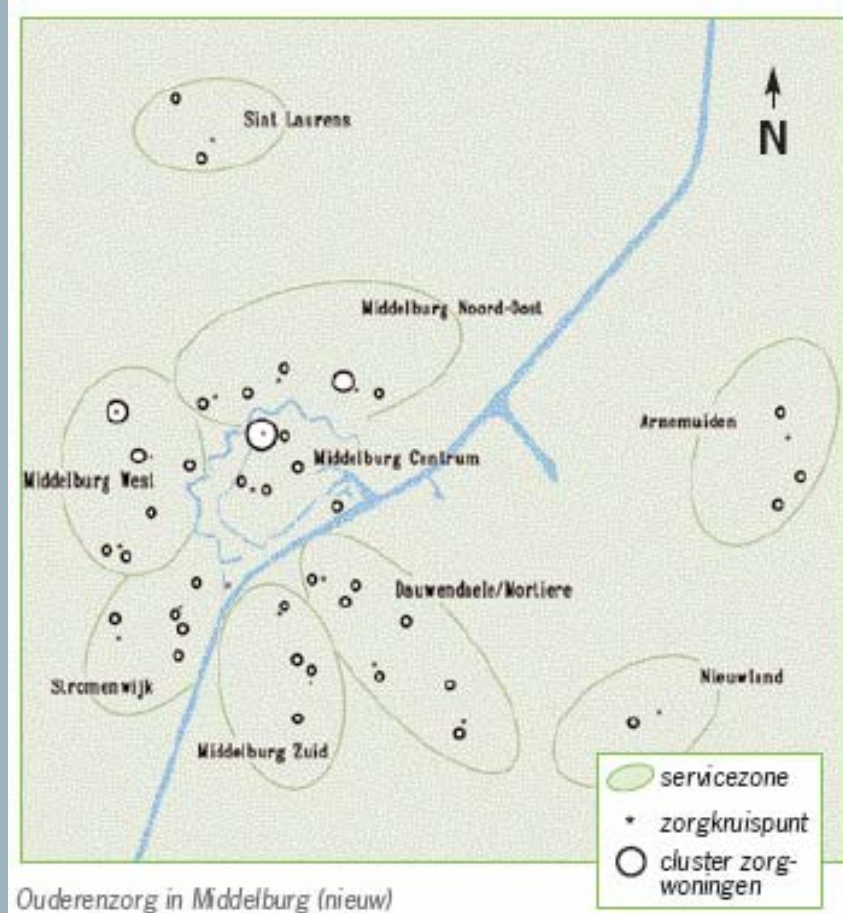 Sint Laurens
N
Middelburg Noord-Oost
Arnemuiden
Middelburg Centrum
Middelburg West
Dauwendaele/Mortiere
Stromenwijk
Nieuwland
Middelburg Zuid
servicezone
zorgkruispunt
cluster zorg-
woningen
Ouderenzorg in Middelburg (nieuw)